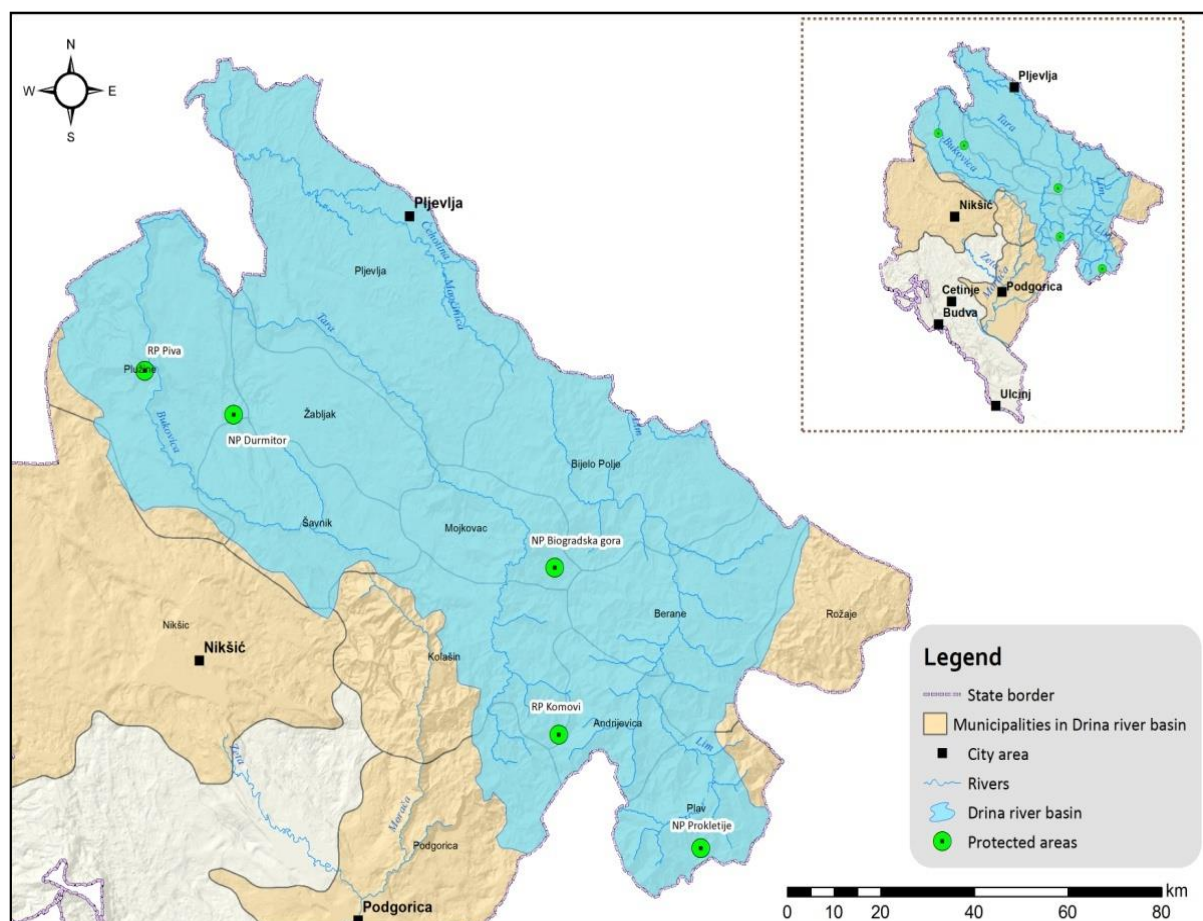 N
W
E
S
Pljevlja
Pljevlja
Ćehotina
Tara
RP Piva
Plužine
Bukovica
NP Durmitor
Žabljak
Lim
Bijelo Polje
Šavnik
Mojkovac
NP Biogradska gora
Berane
Rožaje
Nikšic
Nikšić
Kolašin
RP Komovi
Andrijevica
Zeta
Lim
Morača
Plav
NP Prokletije
Podgorica
Podgorica
Pljevlja
Tara
Bukovica
Lim
Nikšić
Lim
Zeta
Morača
Podgorica
Cetinje
Budva
Ulcinj
Legend
State border
Municipalities in Drina river basin
City area
Rivers
Drina river basin
Protected areas
km
0 10 20 40 60 80